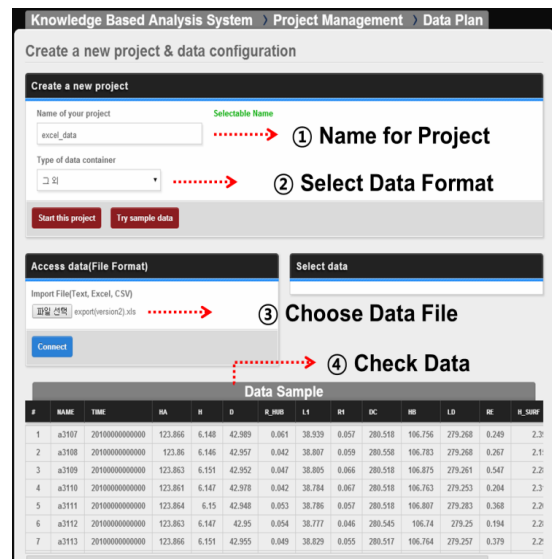 Knowledge Based Analysis System 〉 Project Management 〉 Data Plan
Create a new project & data configuration
Create a new project
Name of your project Selectable Name
excel_data ① Name for Project
Type of data container
그 외 ② Select Data Format
Start this project Try sample data
Access data(File Format) Select data
Import File(Text, Excel, CSV)
파일 선택 export(version2).xls ③ Choose Data File
Connect
④ Check Data
Data Sample
# NAME TIME HA H D R_HUB L1 R1 DC HB LD RE H_SURF
1 a3107 20100000000000 123.866 6.148 42.989 0.061 38.939 0.057 280.518 106.756 279.268 0.249
2 a3108 20100000000000 123.86 6.146 42.957 0.042 38.807 0.059 280.558 106.783 279.268 0.267
3 a3109 20100000000000 123.863 6.151 42.952 0.047 38.805 0.066 280.518 106.875 279.261 0.547
4 a3110 20100000000000 123.861 6.147 42.978 0.042 38.784 0.067 280.518 106.763 279.253 0.204
5 a3111 20100000000000 123.864 6.15 42.948 0.053 38.786 0.057 280.518 106.807 279.283 0.368
6 a3112 20100000000000 123.863 6.147 42.95 0.054 38.777 0.046 280.545 106.74 279.25 0.194
7 a3113 20100000000000 123.866 6.151 42.955 0.049 38.829 0.055 280.517 106.764 279.257 0.379